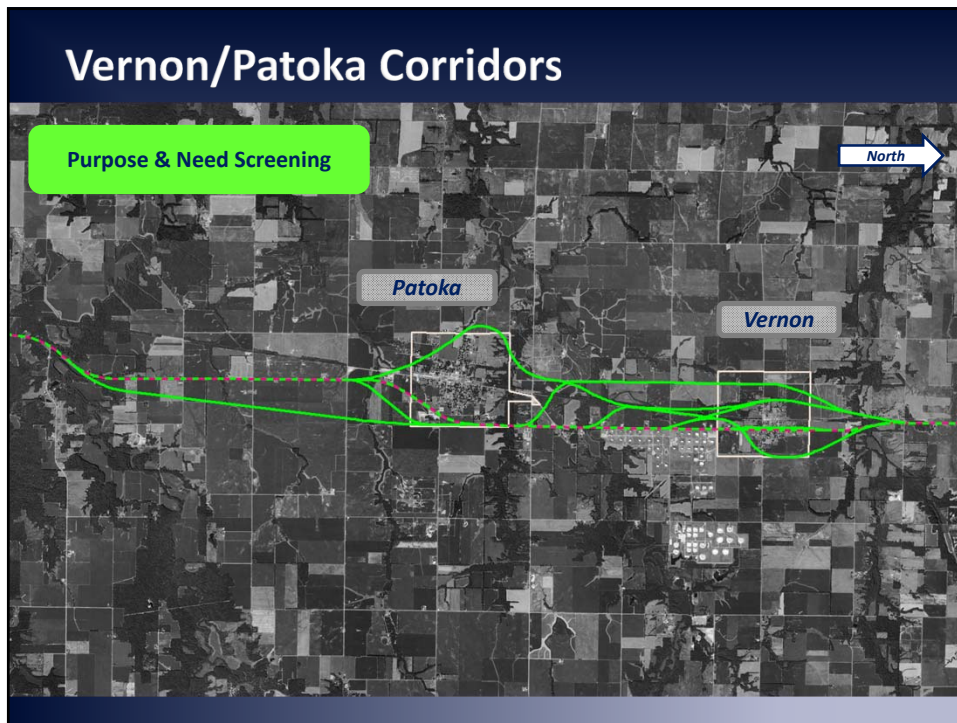 Vernon/Patoka Corridors
Purpose & Need Screening
North
Patoka
Vernon